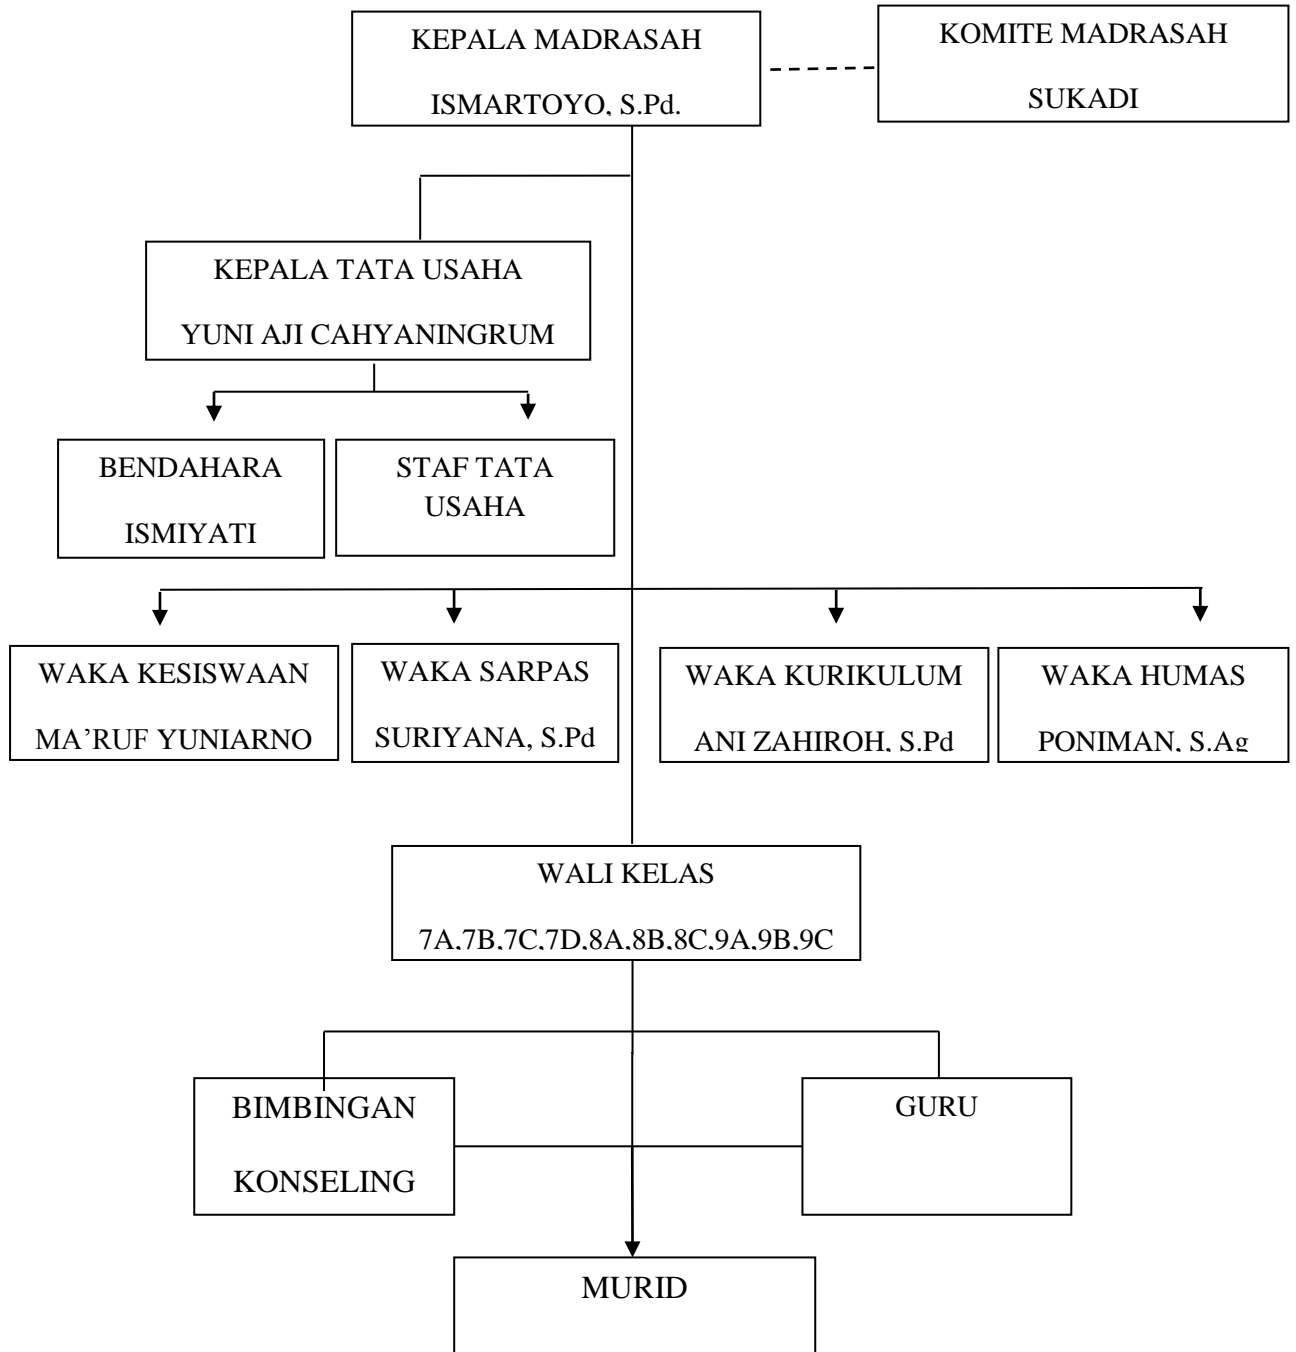 KEPALA MADRASAH
ISMARTOYO, S.Pd.
KOMITE MADRASAH
SUKADI
KEPALA TATA USAHA
YUNI AJI CAHYANINGRUM
BENDAHARA
ISMIYATI
STAF TATA
USAHA
WAKA KESISWAAN
MA’RUF YUNIARNO
WAKA SARPAS
SURIYANA, S.Pd
WAKA KURIKULUM
ANI ZAHIROH, S.Pd
WAKA HUMAS
PONIMAN, S.Ag
WALI KELAS
7A,7B,7C,7D,8A,8B,8C,9A,9B,9C
BIMBINGAN
KONSELING
GURU
MURID